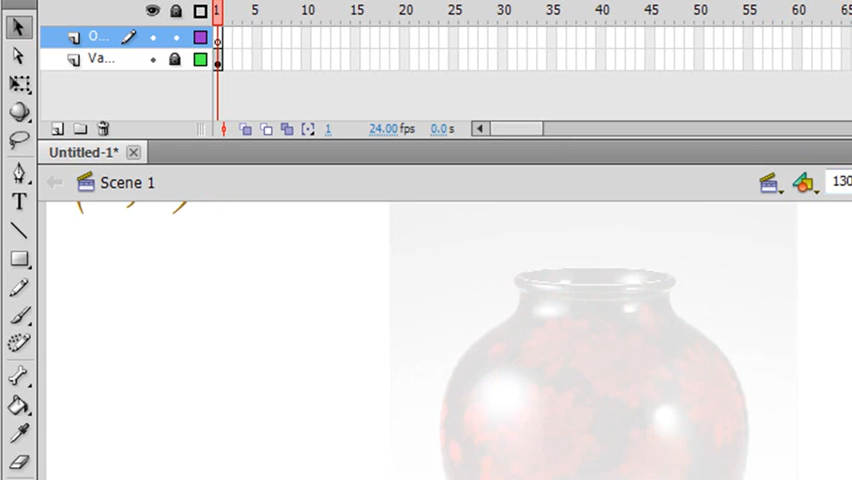 1 5 10 15 20 25 30 35 40 45 50 55 60 65
O...
Va...
1 24.00 fps 0.0 s
Untitled-1*
Scene 1
130
T